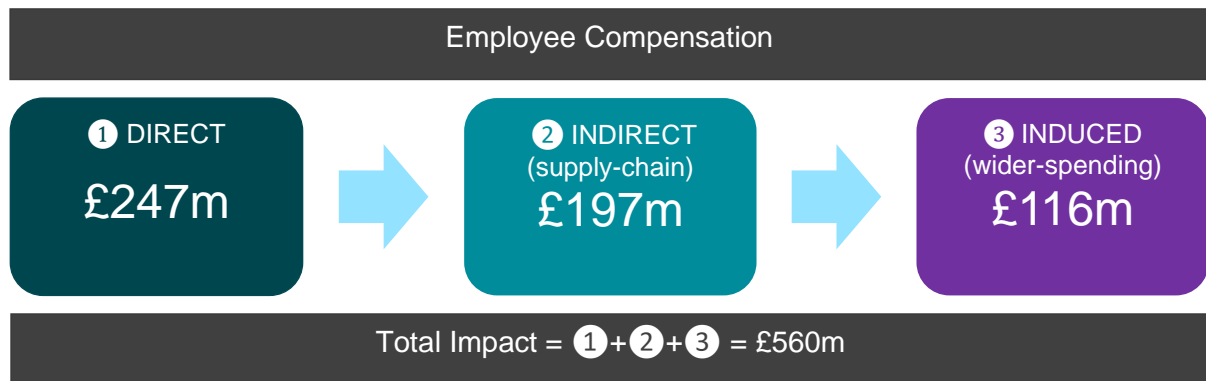 Employee Compensation
❶ DIRECT
£247m
❷ INDIRECT
(supply-chain)
£197m
❸ INDUCED
(wider-spending)
£116m
Total Impact = ❶+❷+❸ = £560m